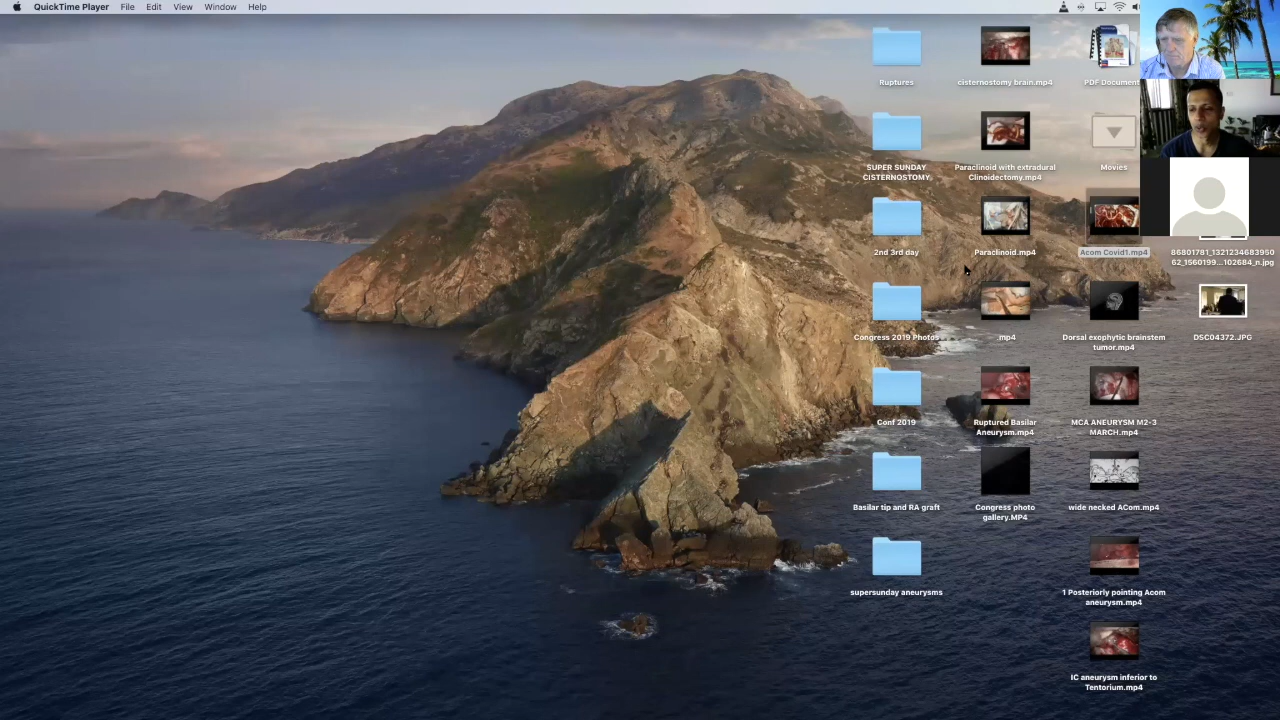 QuickTime Player File Edit View Window Help
Ruptures
cisternostomy brain.mp4
PDF Document
SUPER SUNDAY
CISTERNOSTOMY
Paraclinoid with extradural
Clinoidectomy.mp4
Movies
2nd 3rd day
Paraclinoid.mp4
Acom Covid1.mp4
86801781_1321234683950
62_1560199...102684_n.jpg
Congress 2019 Photos
.mp4
Dorsal exophytic brainstem
tumor.mp4
DSC04372.JPG
Conf 2019
Ruptured Basilar
Aneurysm.mp4
MCA ANEURYSM M2-3
MARCH.mp4
Basilar tip and RA graft
Congress photo
gallery.MP4
wide necked ACom.mp4
supersunday aneurysms
1 Posteriorly pointing Acom
aneurysm.mp4
IC aneurysm inferior to
Tentorium.mp4